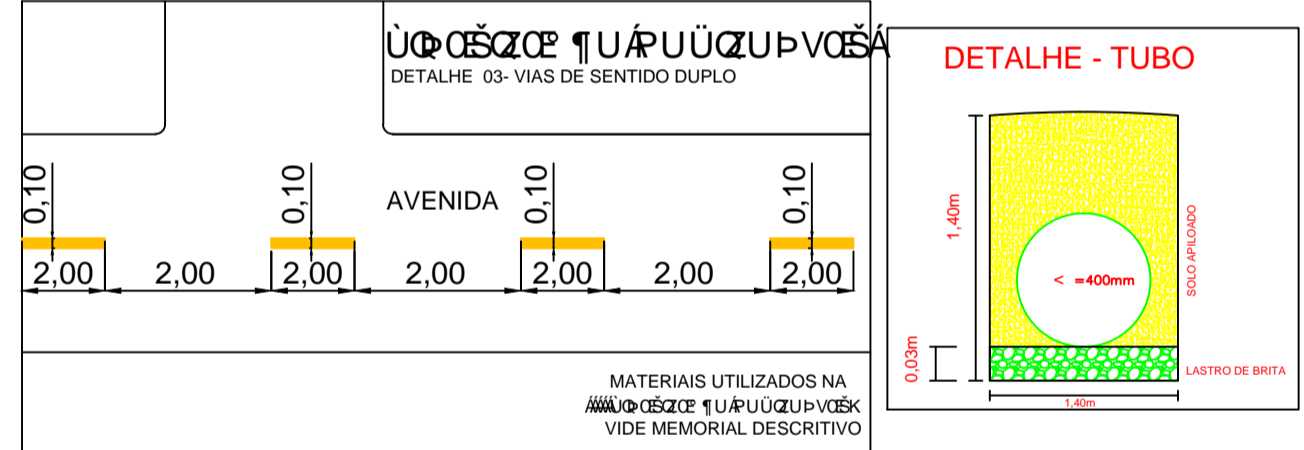 DETALHE 03- VIAS DE SENTIDO DUPLO
0,10 0,10 AVENIDA 0,10 0,10
2,00 2,00 2,00 2,00 2,00 2,00 2,00
MATERIAIS UTILIZADOS NA
VIDE MEMORIAL DESCRITIVO
DETALHE - TUBO
1,40m
< =400mm
SOLO APILOADO
0,03m
LASTRO DE BRITA
1,40m